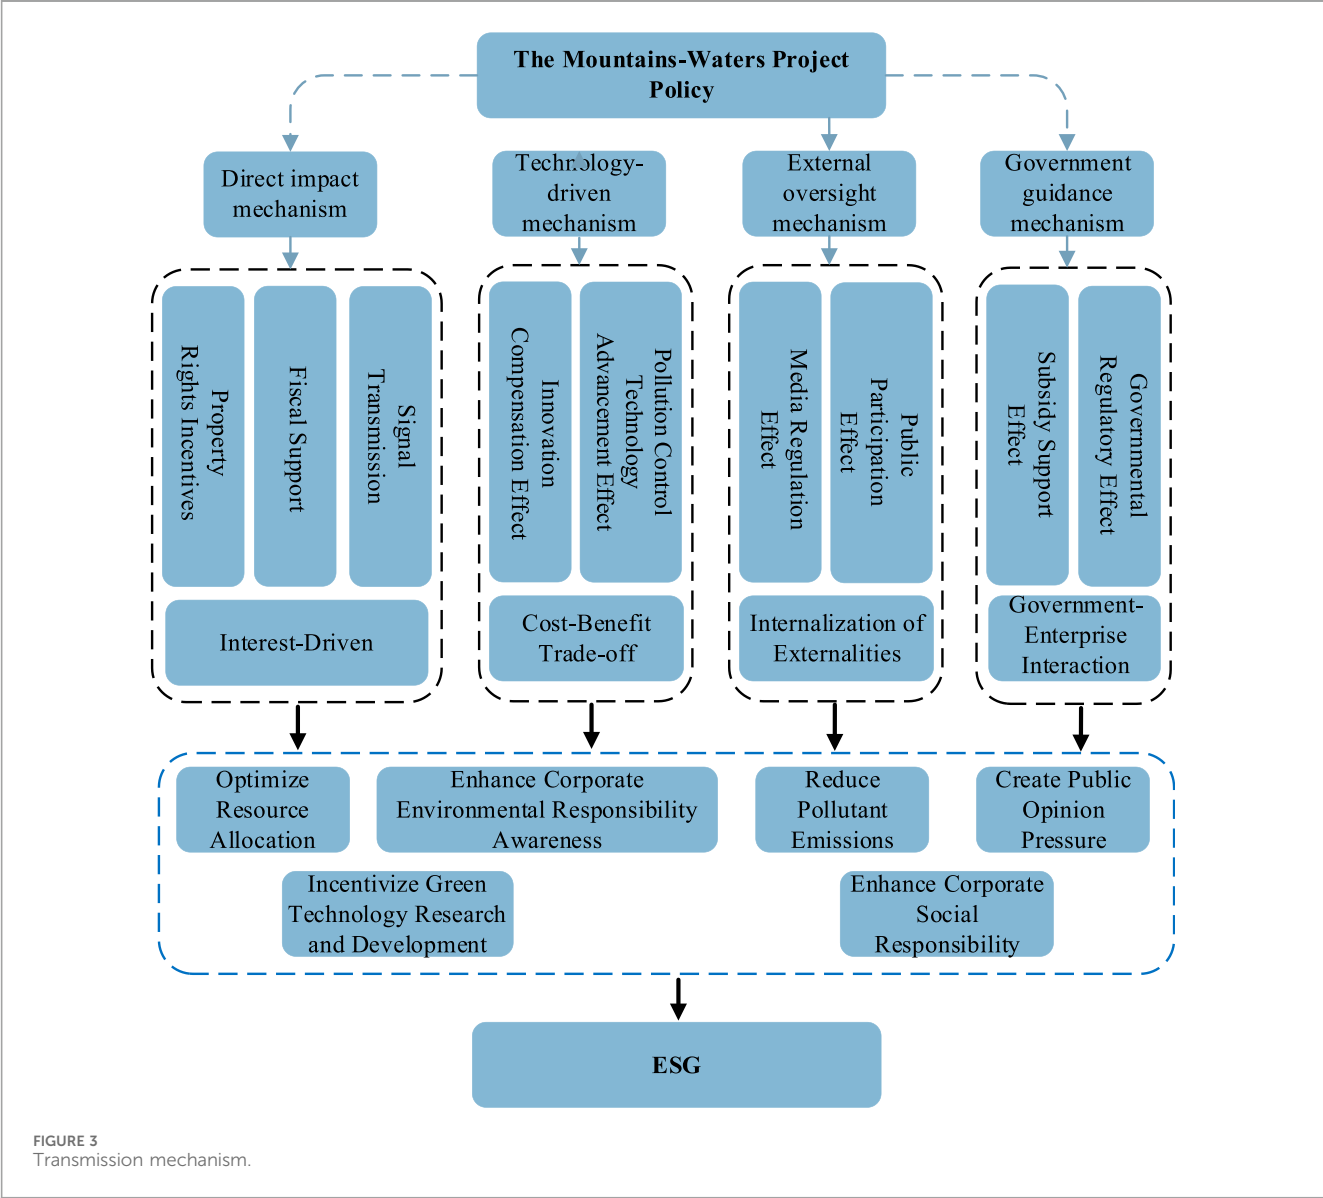 The Mountains-Waters Project
Policy
Direct impact
mechanism
Technology-
driven
mechanism
External
oversight
mechanism
Government
guidance
mechanism
Property
Rights Incentives
Fiscal Support
Signal
Transmission
Interest-Driven
Innovation
Compensation Effect
Pollution Control
Technology
Advancement Effect
Cost-Benefit
Trade-off
Media Regulation
Effect
Public
Participation
Effect
Internalization of
Externalities
Subsidy Support
Effect
Governmental
Regulatory Effect
Government-
Enterprise
Interaction
Optimize
Resource
Allocation
Enhance Corporate
Environmental Responsibility
Awareness
Reduce
Pollutant
Emissions
Create Public
Opinion
Pressure
Incentivize Green
Technology Research
and Development
Enhance Corporate
Social
Responsibility
ESG
FIGURE 3
Transmission mechanism.